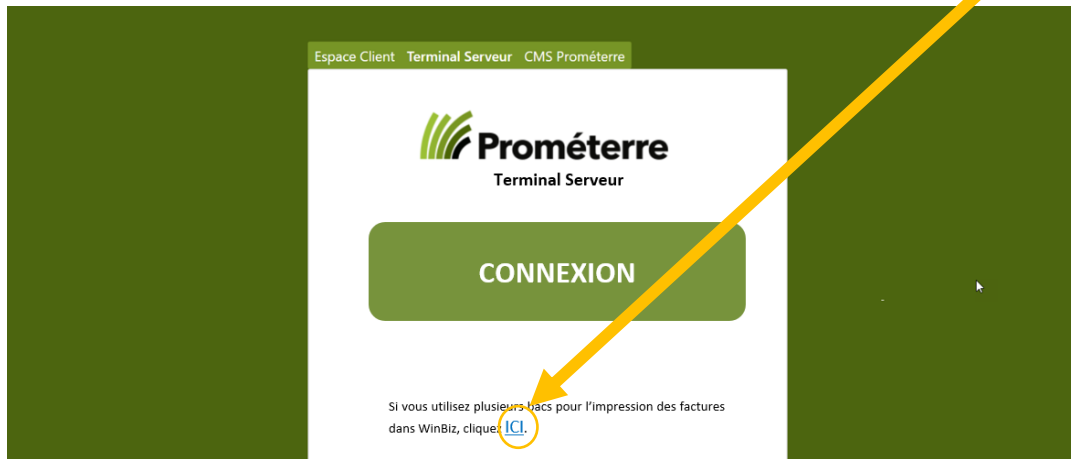 Espace Client Terminal Serveur CMS Prométerre
Prométerre
Terminal Serveur
CONNEXION
Si vous utilisez plusieurs bacs pour l'impression des factures
dans WinBiz, cliquez ICI.